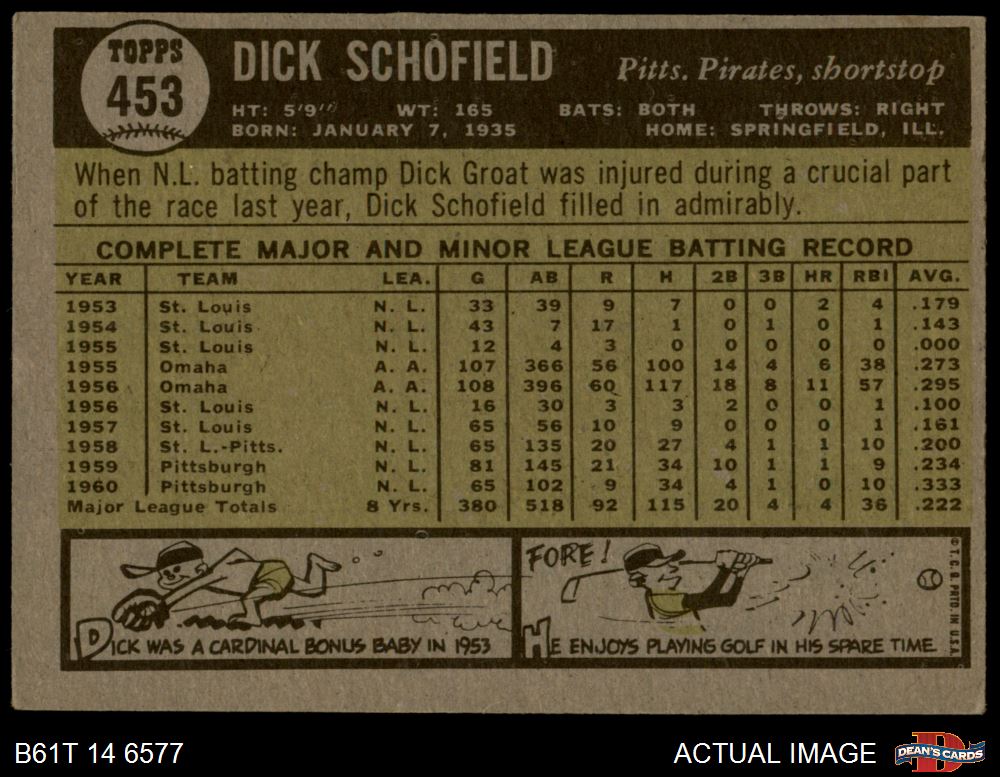 TOPPS
453
DICK SCHOFIELD
Pitts. Pirates, shortstop
HT: 5'9" WT: 165 BATS: BOTH THROWS: RIGHT
BORN: JANUARY 7, 1935 HOME: SPRINGFIELD, ILL.
When N.L. batting champ Dick Groat was injured during a crucial part
of the race last year, Dick Schofield filled in admirably.
COMPLETE MAJOR AND MINOR LEAGUE BATTING RECORD
YEAR TEAM LEA. G AB R H 2B 3B HR RBI AVG.
1953 St. Louis N. L. 33 39 9 7 0 0 2 4 .179
1954 St. Louis N. L. 43 7 17 1 0 1 0 1 .143
1955 St. Louis N. L. 12 4 3 0 0 0 0 0 .000
1955 Omaha A. A. 107 366 56 100 14 4 6 38 .273
1956 Omaha A. A. 108 396 60 117 18 8 11 57 .295
1956 St. Louis N. L. 16 30 3 3 2 0 0 1 .100
1957 St. Louis N. L. 65 56 10 9 0 0 0 1 .161
1958 St. L.-Pitts. N. L. 65 135 20 27 4 1 1 10 .200
1959 Pittsburgh N. L. 81 145 21 34 10 1 1 9 .234
1960 Pittsburgh N. L. 65 102 9 34 4 1 0 10 .333
Major League Totals 8 Yrs. 380 518 92 115 20 4 4 36 .222
DICK WAS A CARDINAL BONUS BABY IN 1953
FORE!
HE ENJOYS PLAYING GOLF IN HIS SPARE TIME
© T. C. G. PRTD. IN U.S.A.
B61T 14 6577
ACTUAL IMAGE
D
DEAN'S CARDS